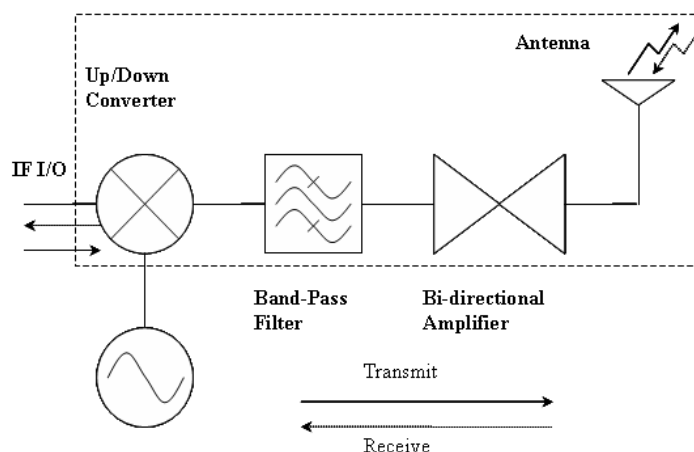 Antenna
Up/Down
Converter
IF I/O
Band-Pass
Filter
Bi-directional
Amplifier
Transmit
Receive